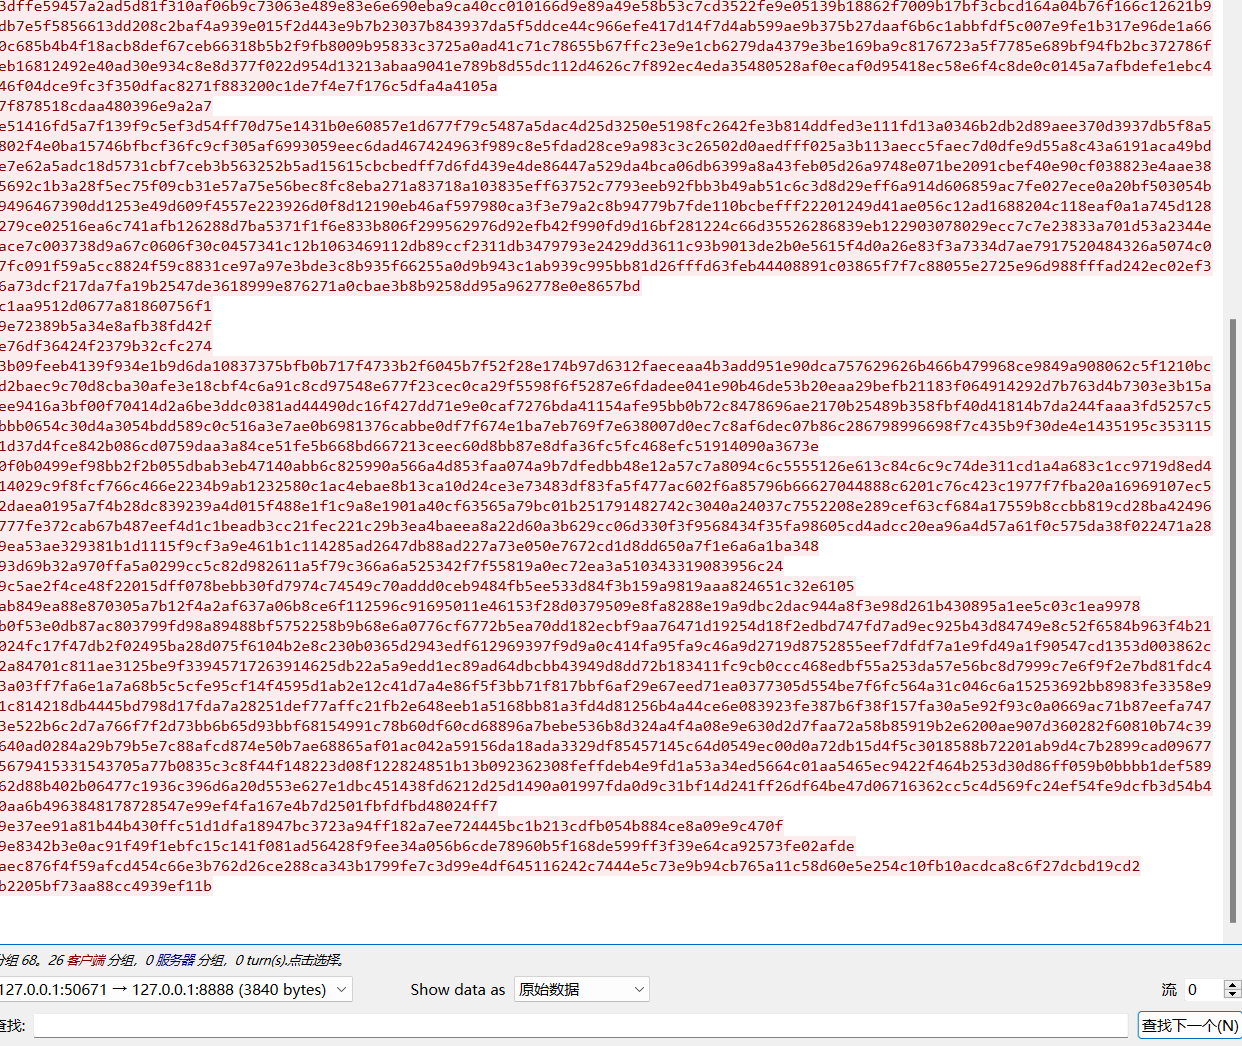 3dffe59457a2ad5d81f310af06b9c73063e489e83e6e690eba9ca40cc010166d9e89a49e58b53c7cd3522fe9e05139b18862f7009b17bf3cbcd164a04b76f166c12621b9
db7e5f5856613dd208c2baf4a939e015f2d443e9b7b23037b843937da5f5ddce44c966efe417d14f7d4ab599ae9b375b27daaf6b6c1abbfdf5c007e9fe1b317e96de1a66
0c685b4b4f18acb8def67ceb66318b5b2f9fb8009b95833c3725a0ad41c71c78655b67ffc23e9e1cb6279da4379e3be169ba9c8176723a5f7785e689bf94fb2bc372786f
eb16812492e40ad30e934c8e8d377f022d954d13213abaa9041e789b8d55dc112d4626c7f892ec4eda35480528af0ecaf0d95418ec58e6f4c8de0c0145a7afbdefe1ebc4
46f04dce9fc3f350dfac8271f883200c1de7f4e7f176c5dfa4a4105a
7f878518cdaa480396e9a2a7
e51416fd5a7f139f9c5ef3d54ff70d75e1431b0e60857e1d677f79c5487a5dac4d25d3250e5198fc2642fe3b814ddfed3e111fd13a0346b2db2d89aee370d3937db5f8a5
802f4e0ba15746bfbcf36fc9cf305af6993059eec6dad467424963f989c8e5fdad28ce9a983c3c26502d0aedfff025a3b113aecc5faec7d0dfe9d55a8c43a6191aca49bd
e7e62a5adc18d5731cbf7ceb3b563252b5ad15615cbcbedff7d6fd439e4de86447a529da4bca06db6399a8a43feb05d26a9748e071be2091cbef40e90cf038823e4aae38
5692c1b3a28f5ec75f09cb31e57a75e56bec8fc8eba271a83718a103835eff63752c7793eeb92fbb3b49ab51c6c3d8d29eff6a914d606859ac7fe027ece0a20bf503054b
9496467390dd1253e49d609f4557e223926d0f8d12190eb46af597980ca3f3e79a2c8b94779b7fde110bcbefff22201249d41ae056c12ad1688204c118eaf0a1a745d128
279ce02516ea6c741afb126288d7ba5371f1f6e833b806f299562976d92efb42f990fd9d16bf281224c66d35526286839eb122903078029ecc7c7e23833a701d53a2344e
ace7c003738d9a67c0606f30c0457341c12b1063469112db89ccf2311db3479793e2429dd3611c93b9013de2b0e5615f4d0a26e83f3a7334d7ae7917520484326a5074c0
7fc091f59a5cc8824f59c8831ce97a97e3bde3c8b935f66255a0d9b943c1ab939c995bb81d26fffd63feb44408891c03865f7f7c88055e2725e96d988fffad242ec02ef3
6a73dcf217da7fa19b2547de3618999e876271a0cbae3b8b9258dd95a962778e0e8657bd
c1aa9512d0677a81860756f1
9e72389b5a34e8afb38fd42f
e76df36424f2379b32cfc274
3b09feeb4139f934e1b9d6da10837375bfb0b717f4733b2f6045b7f52f28e174b97d6312faeceaa4b3add951e90dca757629626b466b479968ce9849a908062c5f1210bc
d2baec9c70d8cba30afe3e18cbf4c6a91c8cd97548e677f23cec0ca29f5598f6f5287e6fdadee041e90b46de53b20eaa29befb21183f064914292d7b763d4b7303e3b15a
ee9416a3bf00f70414d2a6be3ddc0381ad44490dc16f427dd71e9e0caf7276bda41154afe95bb0b72c8478696ae2170b25489b358fbf40d41814b7da244faaa3fd5257c5
bbb0654c30d4a3054bdd589c0c516a3e7ae0b6981376cabbe0df7f674e1ba7eb769f7e638007d0ec7c8af6dec07b86c286798996698f7c435b9f30de4e1435195c353115
1d37d4fce842b086cd0759daa3a84ce51fe5b668bd667213ceec60d8bb87e8dfa36fc5fc468efc51914090a3673e
0f0b0499ef98bb2f2b055dbab3eb47140abb6c825990a566a4d853faa074a9b7dfedbb48e12a57c7a8094c6c5555126e613c84c6c9c74de311cd1a4a683c1cc9719d8ed4
14029c9f8fcf766c466e2234b9ab1232580c1ac4ebae8b13ca10d24ce3e73483df83fa5f477ac602f6a85796b66627044888c6201c76c423c1977f7fba20a16969107ec5
2daea0195a7f4b28dc839239a4d015f488e1f1c9a8e1901a40cf63565a79bc01b251791482742c3040a24037c7552208e289cef63cf684a17559b8ccbb819cd28ba42496
777fe372cab67b487eef4d1c1beadb3cc21fec221c29b3ea4baeea8a22d60a3b629cc06d330f3f9568434f35fa98605cd4adcc20ea96a4d57a61f0c575da38f022471a28
9ea53ae329381b1d1115f9cf3a9e461b1c114285ad2647db88ad227a73e050e7672cd1d8dd650a7f1e6a6a1ba348
93d69b32a970ffa5a0299cc5c82d982611a5f79c366a6a525342f7f55819a0ec72ea3a510343319083956c24
9c5ae2f4ce48f22015dff078bebb30fd7974c74549c70addd0ceb9484fb5ee533d84f3b159a9819aaa824651c32e6105
ab849ea88e870305a7b12f4a2af637a06b8ce6f112596c91695011e46153f28d0379509e8fa8288e19a9dbc2dac944a8f3e98d261b430895a1ee5c03c1ea9978
b0f53e0db87ac803799fd98a89488bf5752258b9b68e6a0776cf6772b5ea70dd182ecbf9aa76471d19254d18f2edbd747fd7ad9ec925b43d84749e8c52f6584b963f4b21
024fc17f47db2f02495ba28d075f6104b2e8c230b0365d2943edf612969397f9d9a0c414fa95fa9c46a9d2719d8752855eef7dfdf7a1e9fd49a1f90547cd1353d003862c
2a84701c811ae3125be9f33945717263914625db22a5a9edd1ec89ad64dbcbb43949d8dd72b183411fc9cb0ccc468edbf55a253da57e56bc8d7999c7e6f9f2e7bd81fdc4
3a03ff7fa6e1a7a68b5c5cfe95cf14f4595d1ab2e12c41d7a4e86f5f3bb71f817bbf6af29e67eed71ea0377305d554be7f6fc564a31c046c6a15253692bb8983fe3358e9
1c814218db4445bd798d17fda7a28251def77affc21fb2e648eeb1a5168bb81a3fd4d81256b4a44ce6e083923fe387b6f38f157fa30a5e92f93c0a0669ac71b87eefa747
3e522b6c2d7a766f7f2d73bb6b65d93bbf68154991c78b60df60cd68896a7bebe536b8d324a4f4a08e9e630d2d7faa72a58b85919b2e6200ae907d360282f60810b74c39
640ad0284a29b79b5e7c88afcd874e50b7ae68865af01ac042a59156da18ada3329df85457145c64d0549ec00d0a72db15d4f5c3018588b72201ab9d4c7b2899cad09677
5679415331543705a77b0835c3c8f44f148223d08f122824851b13b092362308feffdeb4e9fd1a53a34ed5664c01aa5465ec9422f464b253d30d86ff059b0bbbb1def589
62d88b402b06477c1936c396d6a20d553e627e1dbc451438fd6212d25d1490a01997fda0d9c31bf14d241ff26df64be47d06716362cc5c4d569fc24ef54fe9dcfb3d54b4
0aa6b4963848178728547e99ef4fa167e4b7d2501fbfdfbd48024ff7
9e37ee91a81b44b430ffc51d1dfa18947bc3723a94ff182a7ee724445bc1b213cdfb054b884ce8a09e9c470f
9e8342b3e0ac91f49f1ebfc15c141f081ad56428f9fee34a056b6cde78960b5f168de599ff3f39e64ca92573fe02afde
aec876f4f59afcd454c66e3b762d26ce288ca343b1799fe7c3d99e4df645116242c7444e5c73e9b94cb765a11c58d60e5e254c10fb10acdca8c6f27dcbd19cd2
b2205bf73aa88cc4939ef11b
分组 68。26 客户端 分组，0 服务器 分组，0 turn(s).点击选择。
127.0.0.1:50671 → 127.0.0.1:8888 (3840 bytes) Show data as 原始数据 流 0
查找: 查找下一个(N)